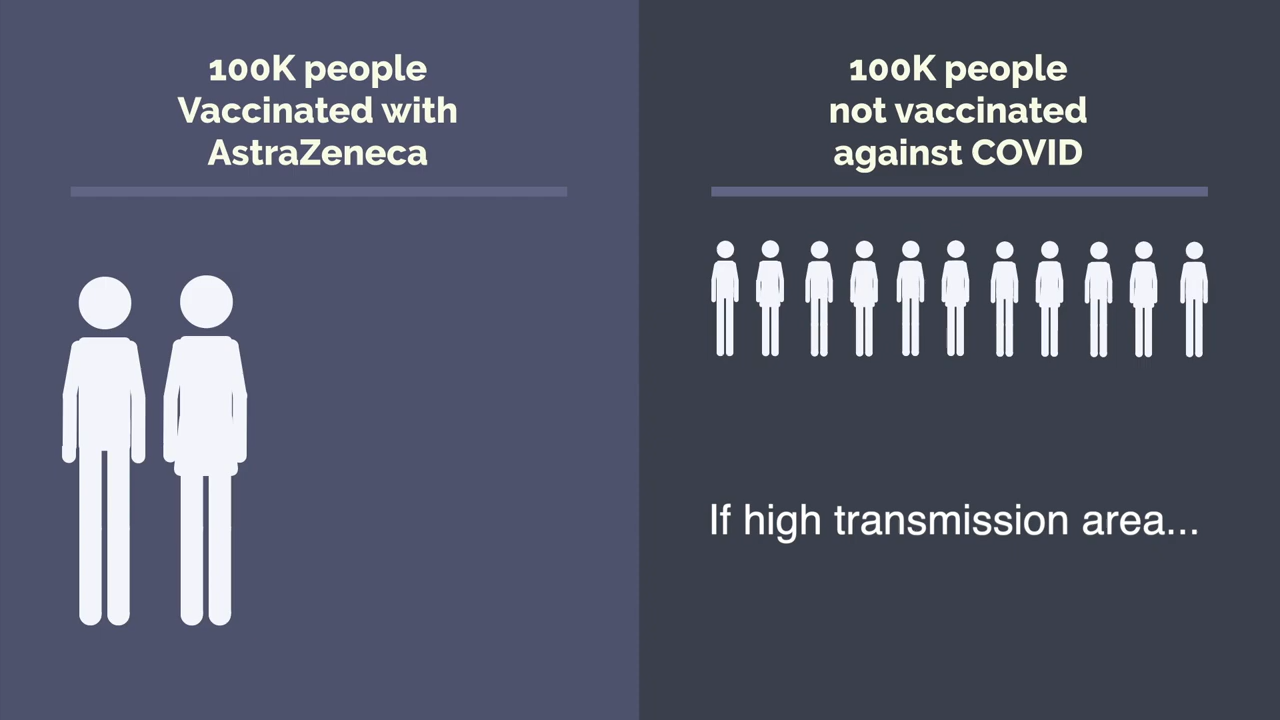 100K people
Vaccinated with
AstraZeneca
100K people
not vaccinated
against COVID
If high transmission area...